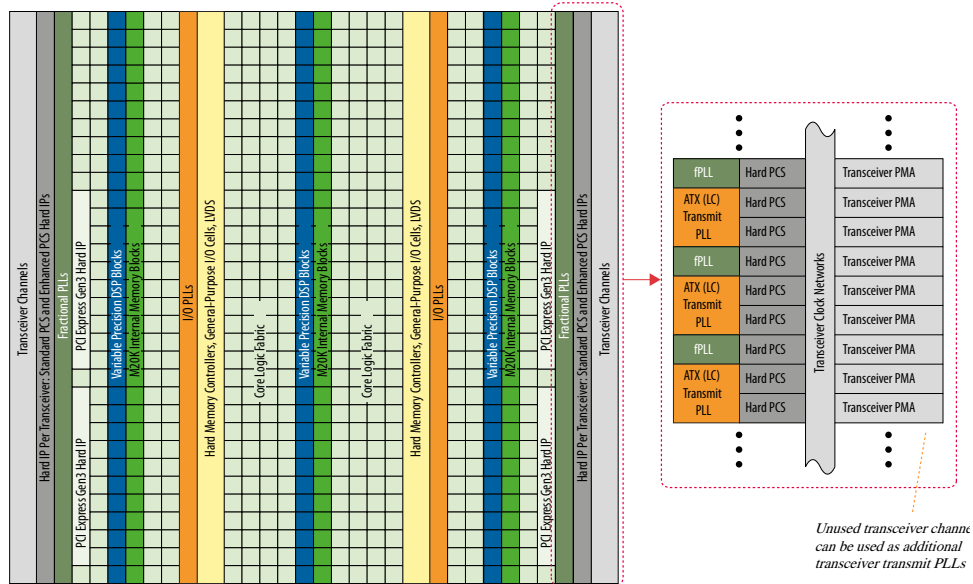 Transceiver Channels
Hard IP Per Transceiver: Standard PCS and Enhanced PCS Hard IPs
Fractional PLLs
PCI Express Gen3 Hard IP
PCI Express Gen3 Hard IP
Variable Precision DSP Blocks
M20K Internal Memory Blocks
I/O PLLs
Hard Memory Controllers, General-Purpose I/O Cells, LVDS
Core Logic Fabric
Variable Precision DSP Blocks
M20K Internal Memory Blocks
Core Logic Fabric
Hard Memory Controllers, General-Purpose I/O Cells, LVDS
I/O PLLs
Variable Precision DSP Blocks
M20K Internal Memory Blocks
PCI Express Gen3 Hard IP
PCI Express Gen3 Hard IP
Fractional PLLs
Hard IP Per Transceiver: Standard PCS and Enhanced PCS Hard IPs
Transceiver Channels
fPLL
ATX (LC)
Transmit
PLL
fPLL
ATX (LC)
Transmit
PLL
fPLL
ATX (LC)
Transmit
PLL
Hard PCS
Hard PCS
Hard PCS
Hard PCS
Hard PCS
Hard PCS
Hard PCS
Hard PCS
Hard PCS
Transceiver Clock Networks
Transceiver PMA
Transceiver PMA
Transceiver PMA
Transceiver PMA
Transceiver PMA
Transceiver PMA
Transceiver PMA
Transceiver PMA
Transceiver PMA
Unused transceiver
can be used as additional
transceiver transmit PLLs